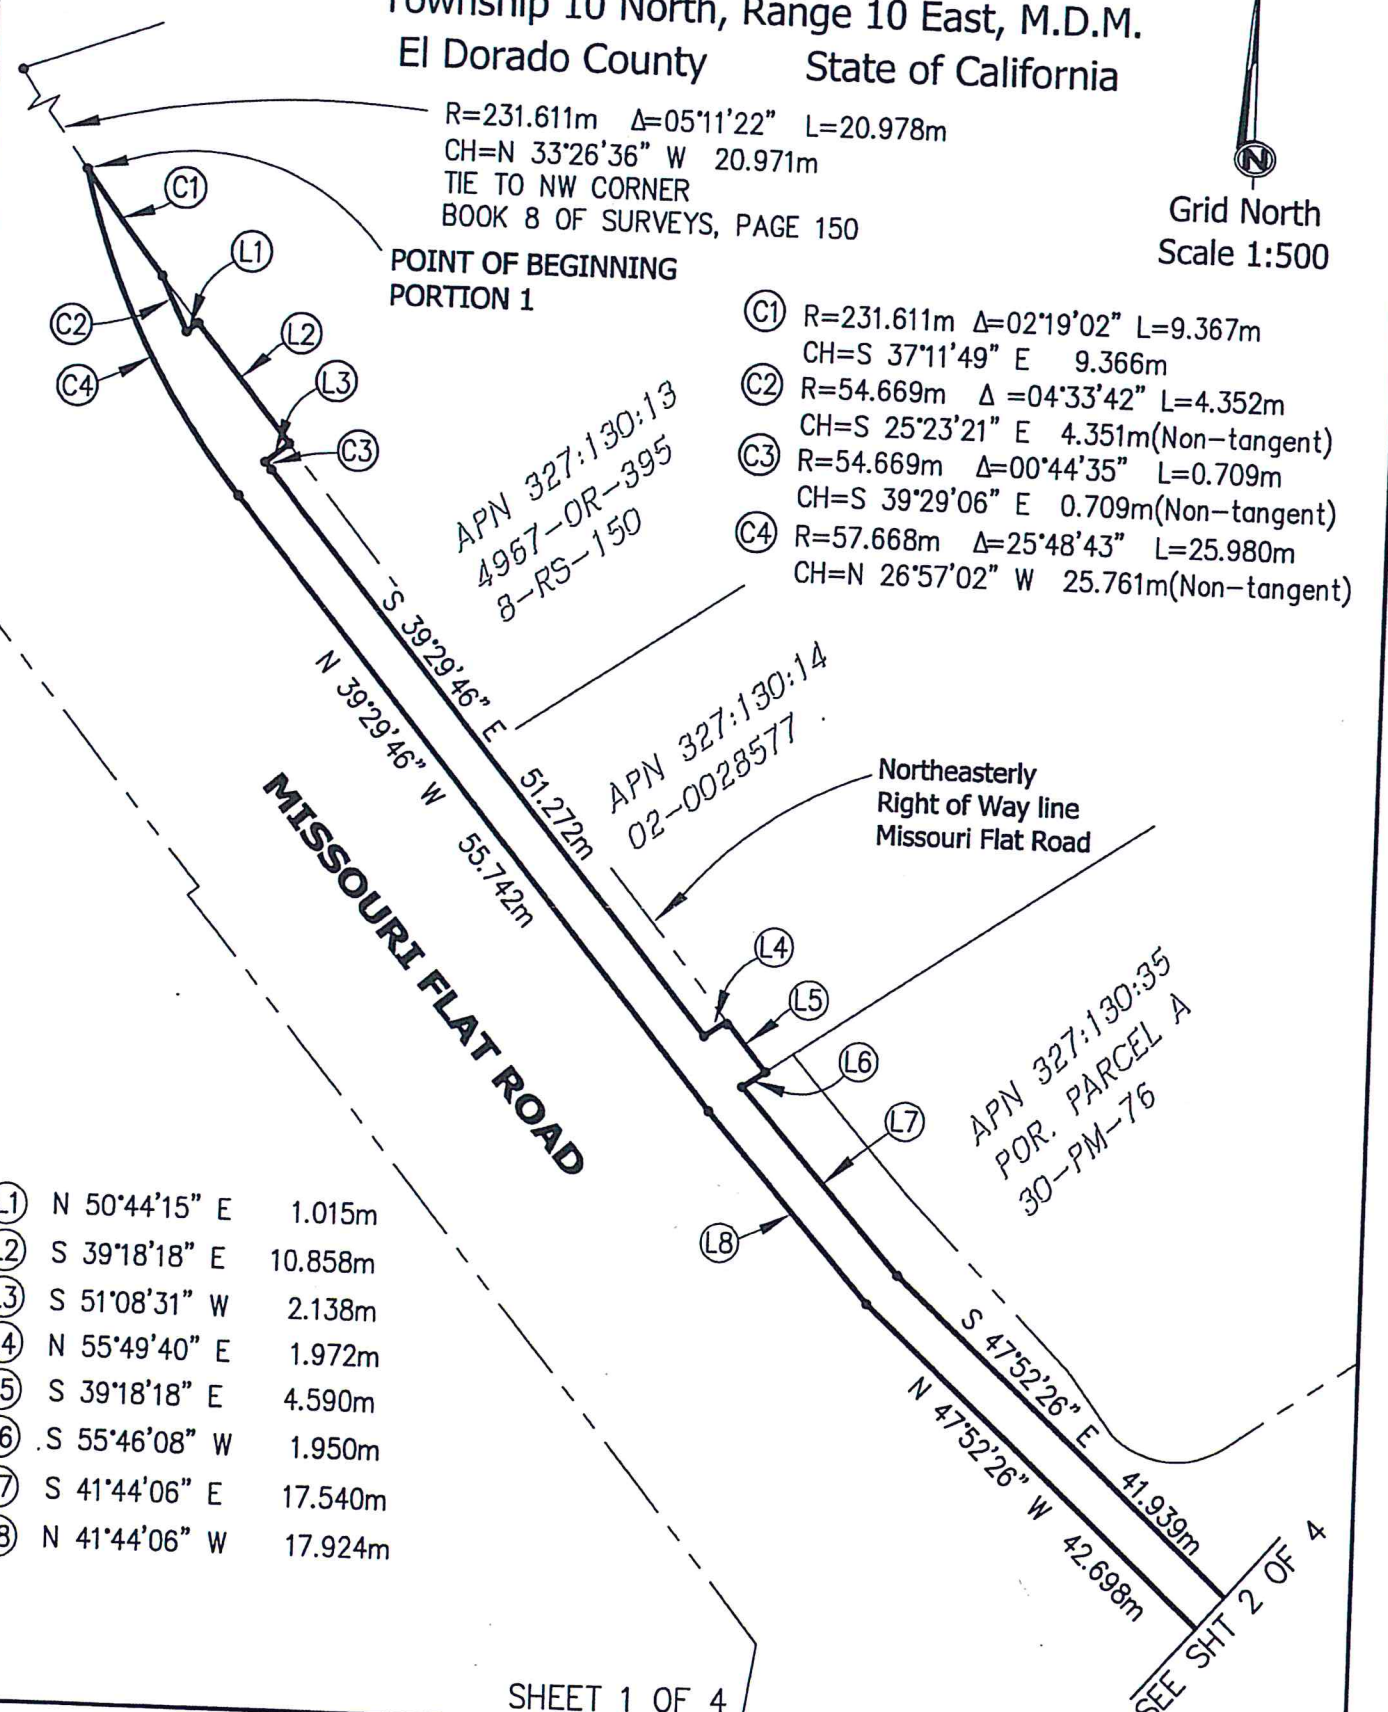 Township 10 North, Range 10 East, M.D.M.
El Dorado County State of California
R=231.611m Δ=05°11'22" L=20.978m
CH=N 33°26'36" W 20.971m
TIE TO NW CORNER
BOOK 8 OF SURVEYS, PAGE 150
N
Grid North
Scale 1:500
POINT OF BEGINNING
PORTION 1
C1
L1
C2
L2
C4
L3
C3
C1 R=231.611m Δ=02°19'02" L=9.367m
CH=S 37°11'49" E 9.366m
C2 R=54.669m Δ =04°33'42" L=4.352m
CH=S 25°23'21" E 4.351m(Non-tangent)
C3 R=54.669m Δ=00°44'35" L=0.709m
CH=S 39°29'06" E 0.709m(Non-tangent)
C4 R=57.668m Δ=25°48'43" L=25.980m
CH=N 26°57'02" W 25.761m(Non-tangent)
APN 327:130:13
4967-OR-395
8-RS-150
S 39°29'46" E 51.272m
N 39°29'46" W 55.742m
APN 327:130:14
02-0028577
Northeasterly
Right of Way line
Missouri Flat Road
MISSOURI FLAT ROAD
L4
L5
L6
L7
L8
APN 327:130:35
POR. PARCEL A
30-PM-76
S 47°52'26" E 41.939m
N 47°52'26" W 42.698m
L1 N 50°44'15" E 1.015m
2 S 39°18'18" E 10.858m
3 S 51°08'31" W 2.138m
4 N 55°49'40" E 1.972m
5 S 39°18'18" E 4.590m
6 S 55°46'08" W 1.950m
7 S 41°44'06" E 17.540m
8 N 41°44'06" W 17.924m
SEE SHT 2 OF 4
SHEET 1 OF 4